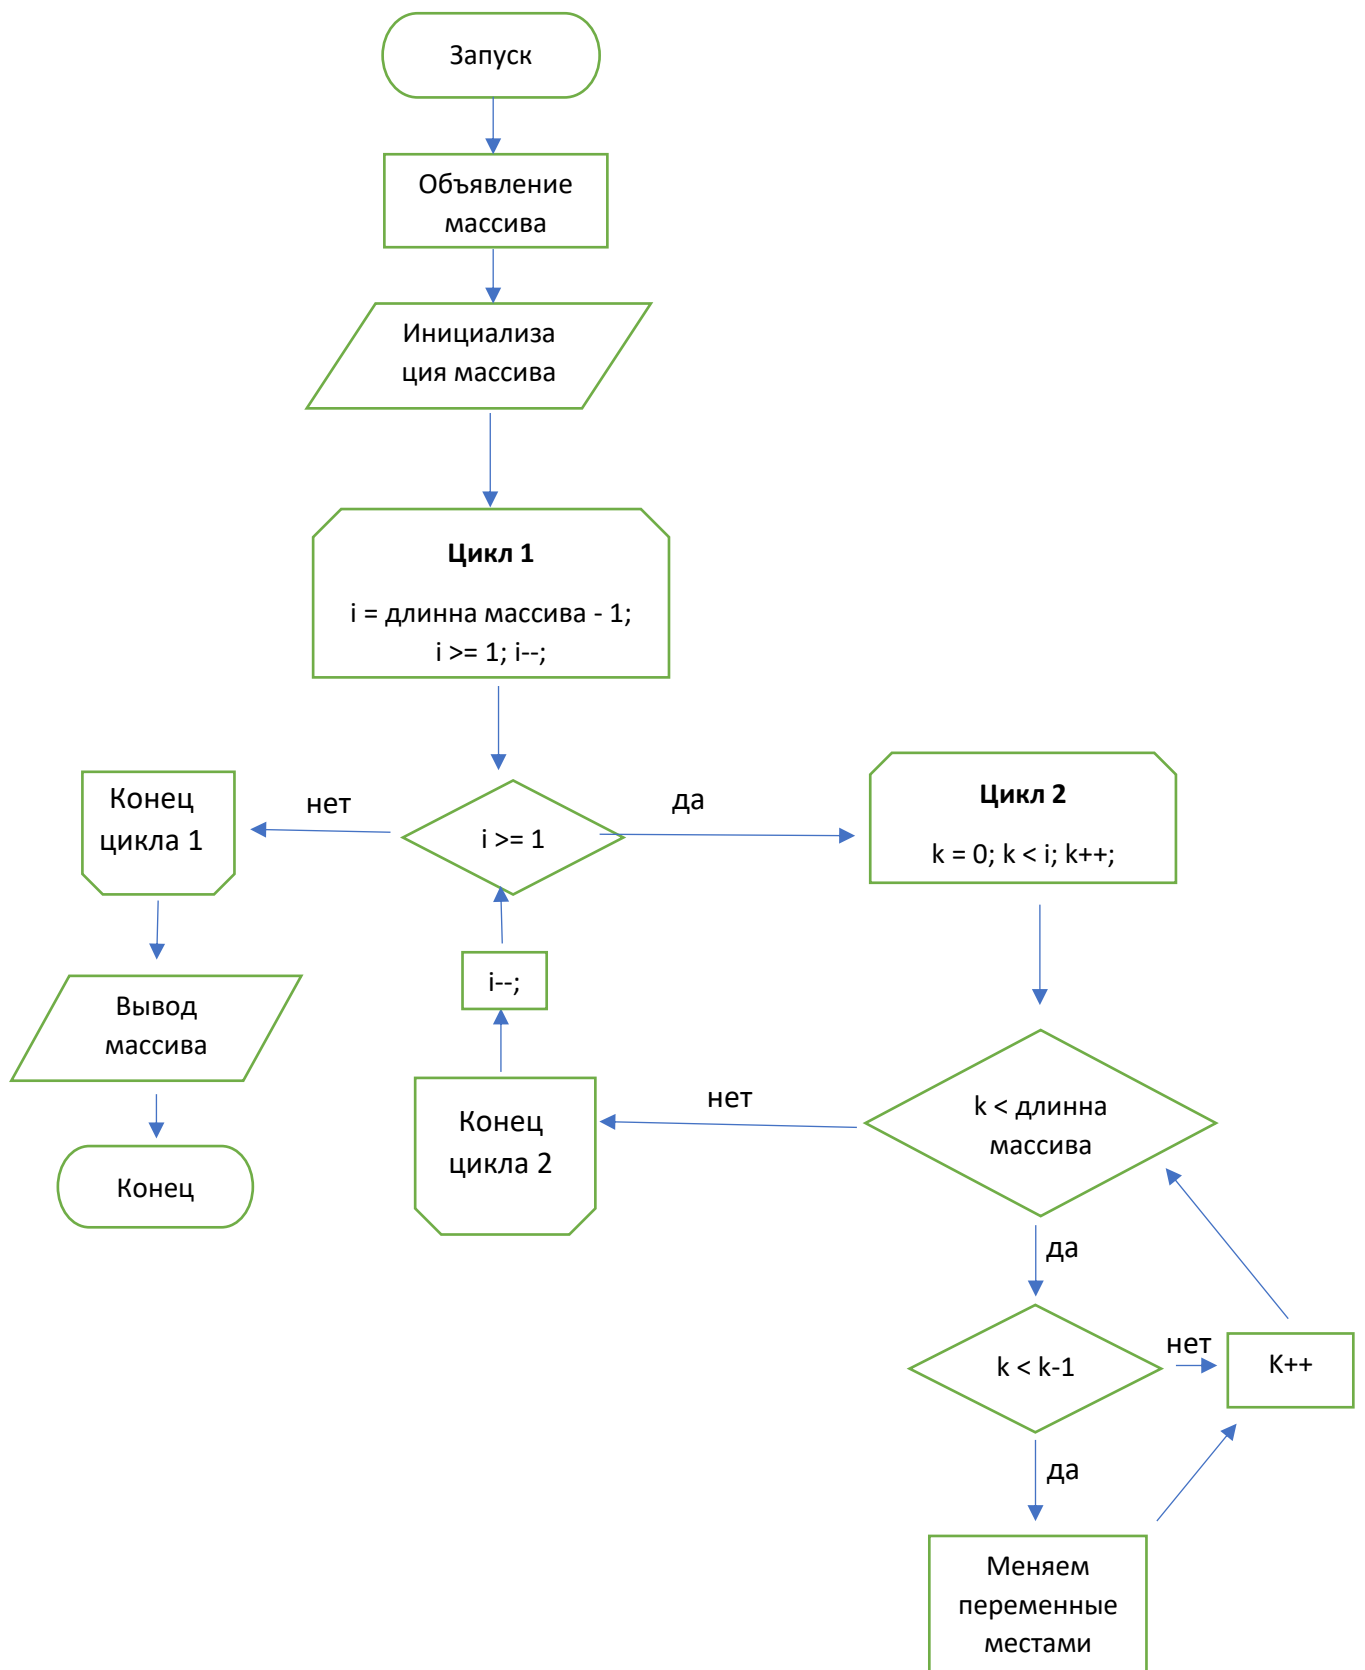 Запуск
Объявление
массива
Инициализа
ция массива
Цикл 1
i = длинна массива - 1;
i >= 1; i--;
Конец
цикла 1
нет
i >= 1
да
Цикл 2
k = 0; k < i; k++;
i--;
Вывод
массива
Конец
Конец
цикла 2
нет
k < длинна
массива
да
k < k-1
нет
K++
да
Меняем
переменные
местами